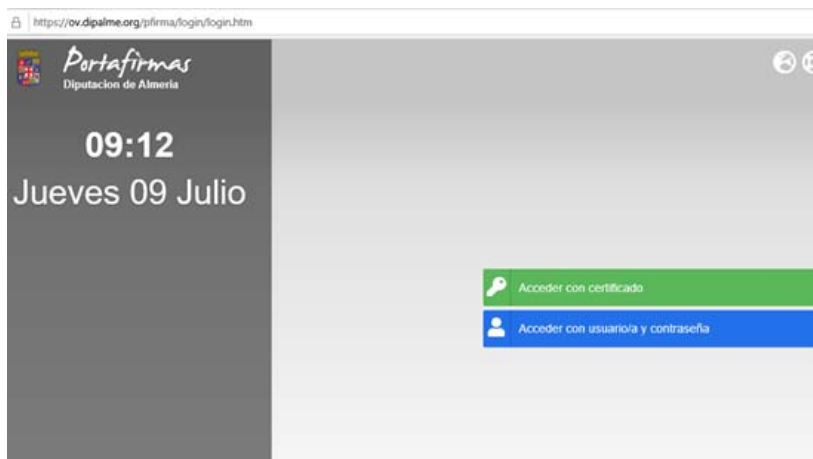 https://ov.dipalme.org/pfirma/login/login.htm
Portafirmas
Diputacion de Almeria
09:12
Jueves 09 Julio
Acceder con certificado
Acceder con usuario/a y contraseña